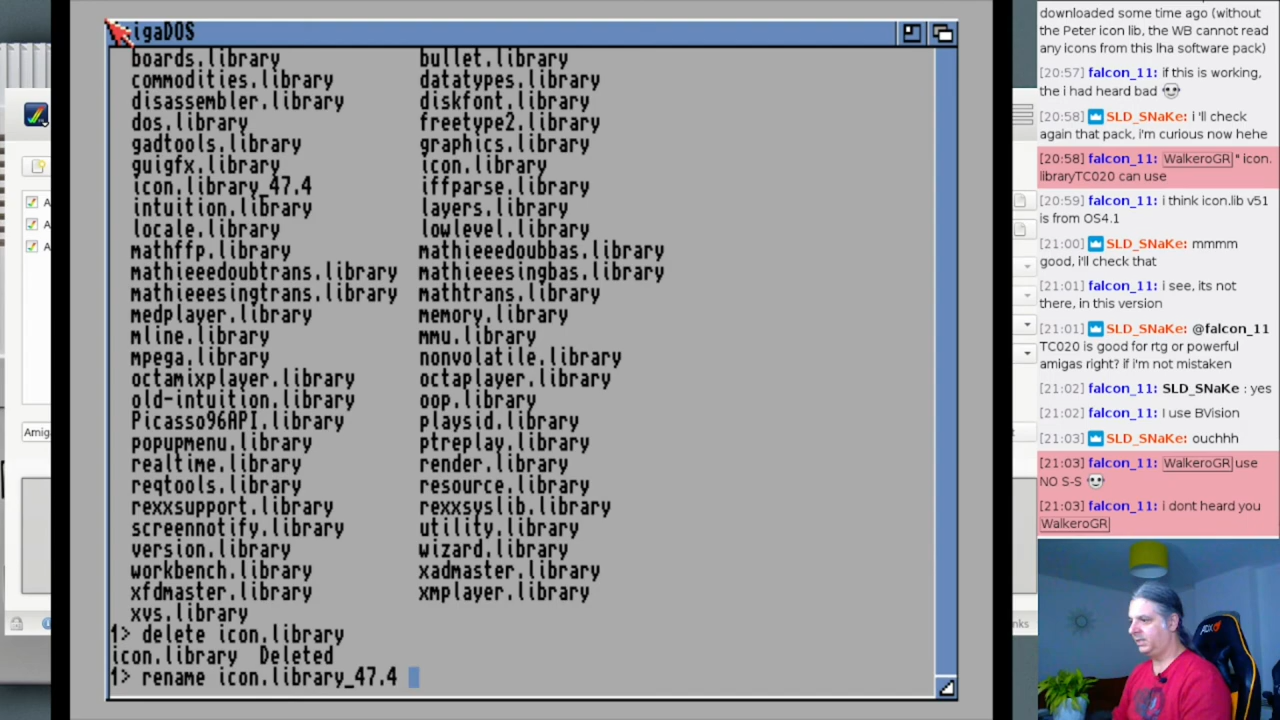 igaDOS
boards.library bullet.library
commodities.library datatypes.library
disassembler.library diskfont.library
dos.library freetype2.library
gadtools.library graphics.library
guigfx.library icon.library
icon.library_47.4 iffparse.library
intuition.library layers.library
locale.library lowlevel.library
mathffp.library mathieeedoubbas.library
mathieeedoubtrans.library mathieeesingbas.library
mathieeesingtrans.library mathtrans.library
medplayer.library memory.library
mline.library mmu.library
mpega.library nonvolatile.library
octamixplayer.library octaplayer.library
old-intuition.library oop.library
Picasso96API.library playsid.library
popupmenu.library ptreplay.library
realtime.library render.library
reqtools.library resource.library
rexxsupport.library rexxsyslib.library
screennotify.library utility.library
version.library wizard.library
workbench.library xadmaster.library
xfdmaster.library xmplayer.library
xvs.library
1> delete icon.library
icon.library Deleted
1> rename icon.library_47.4
A
A
A
Amiga
downloaded some time ago (without
the Peter icon lib, the WB cannot read
any icons from this lha software pack)
[20:57] falcon_11: if this is working,
the i had heard bad
[20:58] SLD_SNaKe: i 'll check
again that pack, i'm curious now hehe
[20:58] falcon_11: WalkeroGR " icon.
libraryTC020 can use
[20:59] falcon_11: i think icon.lib v51
is from OS4.1
[21:00] SLD_SNaKe: mmmm
good, i'll check that
[21:01] falcon_11: i see, its not
there, in this version
[21:01] SLD_SNaKe: @falcon_11
TC020 is good for rtg or powerful
amigas right? if i'm not mistaken
[21:02] falcon_11: SLD_SNaKe : yes
[21:02] falcon_11: I use BVision
[21:03] SLD_SNaKe: ouchhh
[21:03] falcon_11: WalkeroGR use
NO S-S
[21:03] falcon_11: i dont heard you
WalkeroGR